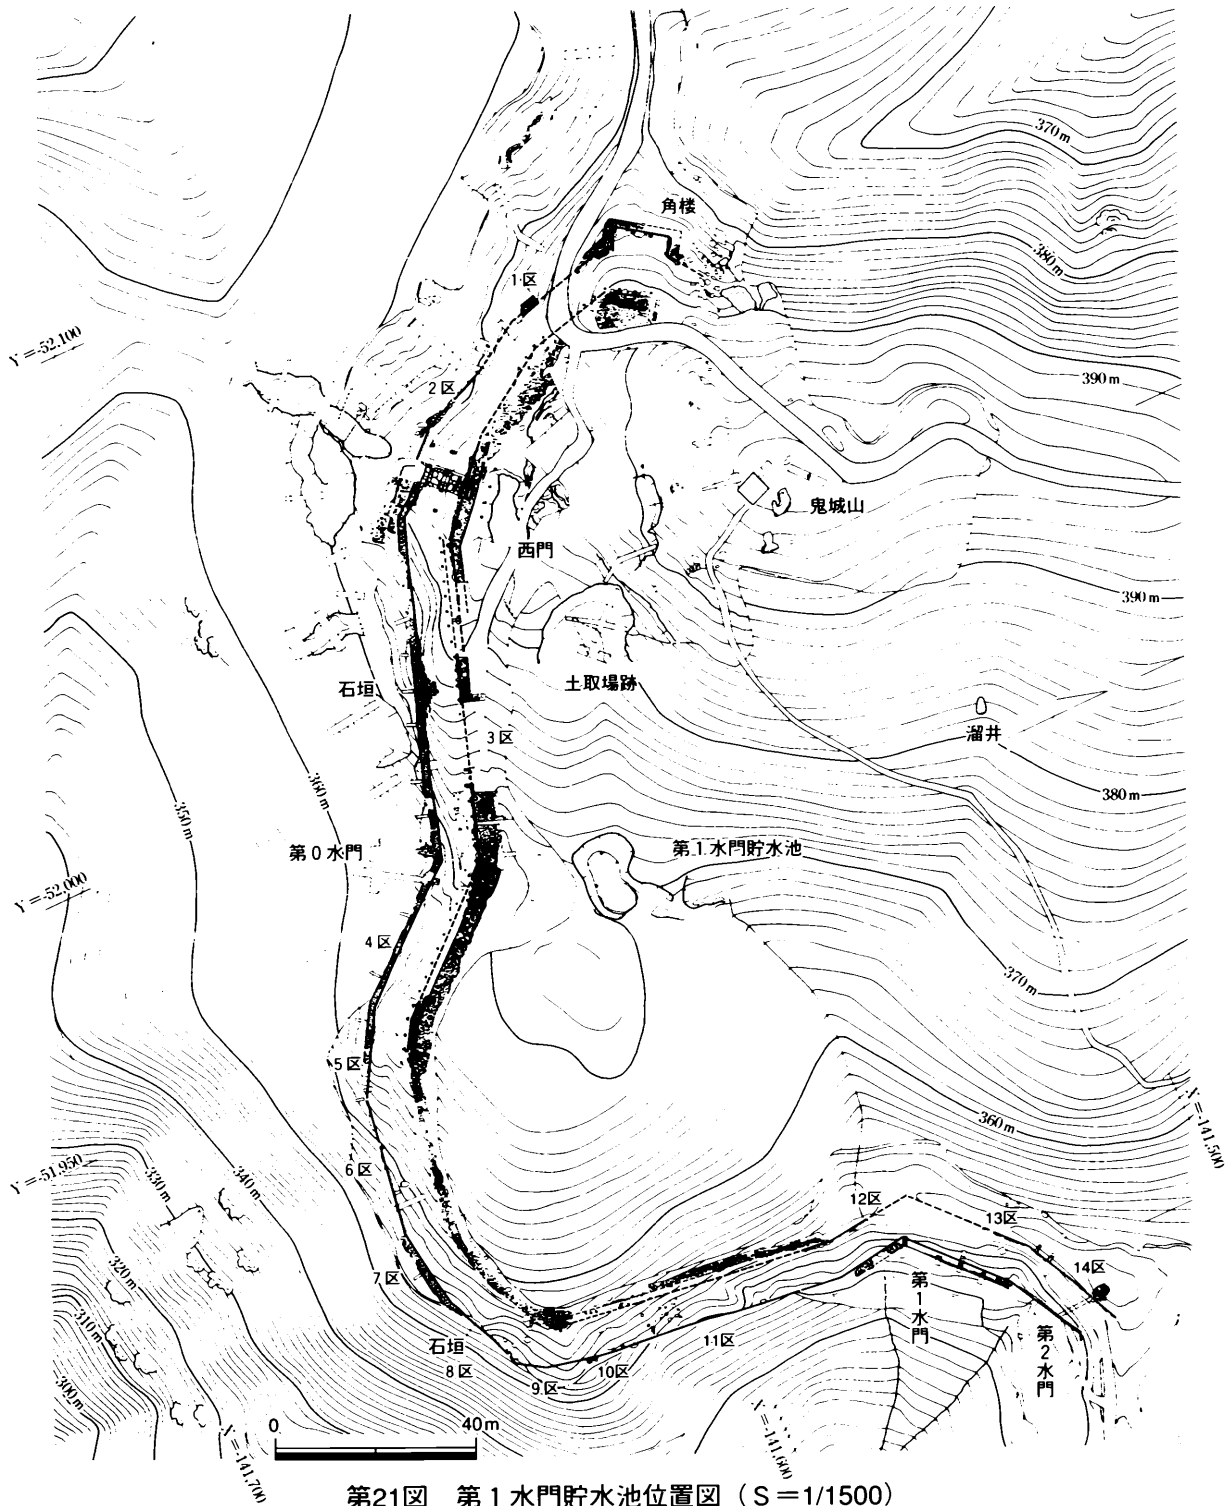 370m
角楼
380m
1区
Y=-52.100
2区
390m
鬼城山
西門
390m
石垣
土取場跡
溜井
3区
360m
380m
350m
第0水門
第1水門貯水池
Y=-52.000
4区
370m
5区
360m
X=-141.500
Y=-51.950
6区
330m
340m
12区
13区
7区
14区
320m
第1水門
310m
石垣
11区
第2水門
8区
10区
9区
300m
0
40m
X=-141.700
X=-141.600
第21図 第1水門貯水池位置図(S=1/1500)